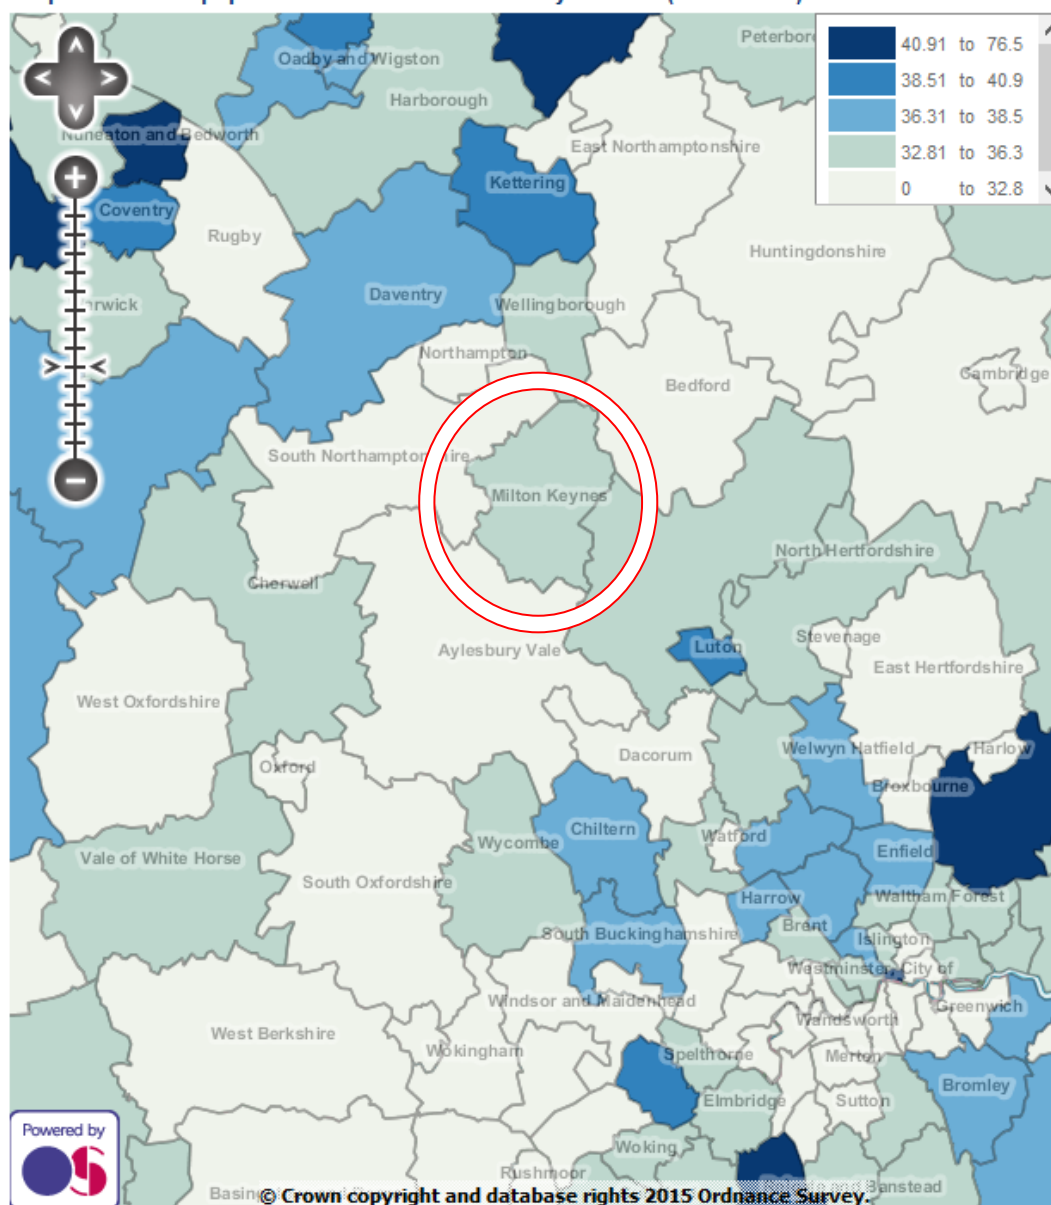 Peterbor
40.91 to 76.5
38.51 to 40.9
36.31 to 38.5
32.81 to 36.3
0 to 32.8
Oadby and Wigston
Harborough
Nuneaton and Bedworth
East Northamptonshire
Kettering
Coventry
Rugby
Huntingdonshire
Daventry
Wellingborough
arwick
Northampton
Cambridge
Bedford
South Northamptonshire
Milton Keynes
North Hertfordshire
Cherwell
Stevenage
Luton
Aylesbury Vale
East Hertfordshire
West Oxfordshire
Welwyn Hatfield
Harlow
Dacorum
Oxford
Broxbourne
Chiltern
Watford
Wycombe
Enfield
Vale of White Horse
South Oxfordshire
Harrow
Waltham Forest
Brent
South Buckinghamshire
Islington
Westminster, City of
Windsor and Maidenhead
Greenwich
Wandsworth
West Berkshire
Wokingham
Spelthorne
Merton
Bromley
Elmbridge
Sutton
Powered by
OS
Woking
Rushmoor
Banstead
Basing
© Crown copyright and database rights 2015 Ordnance Survey.